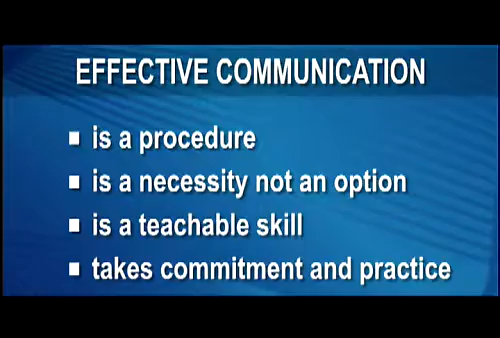 EFFECTIVE COMMUNICATION
is a procedure
is a necessity not an option
is a teachable skill
takes commitment and practice